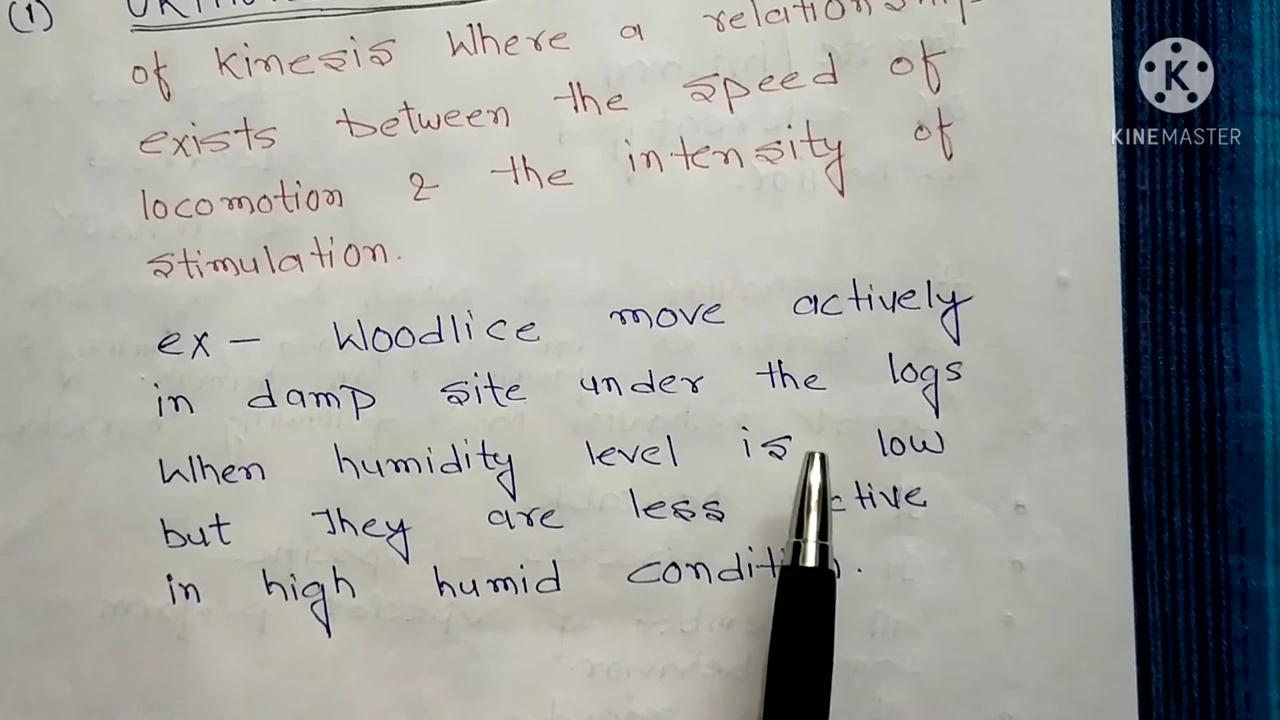 (1)
of kinesis where a relationship
exists between the speed of
locomotion & the intensity of
stimulation.
ex - Woodlice move actively
in damp site under the logs
When humidity level is low
but They are less
in high humid
K
KINEMASTER